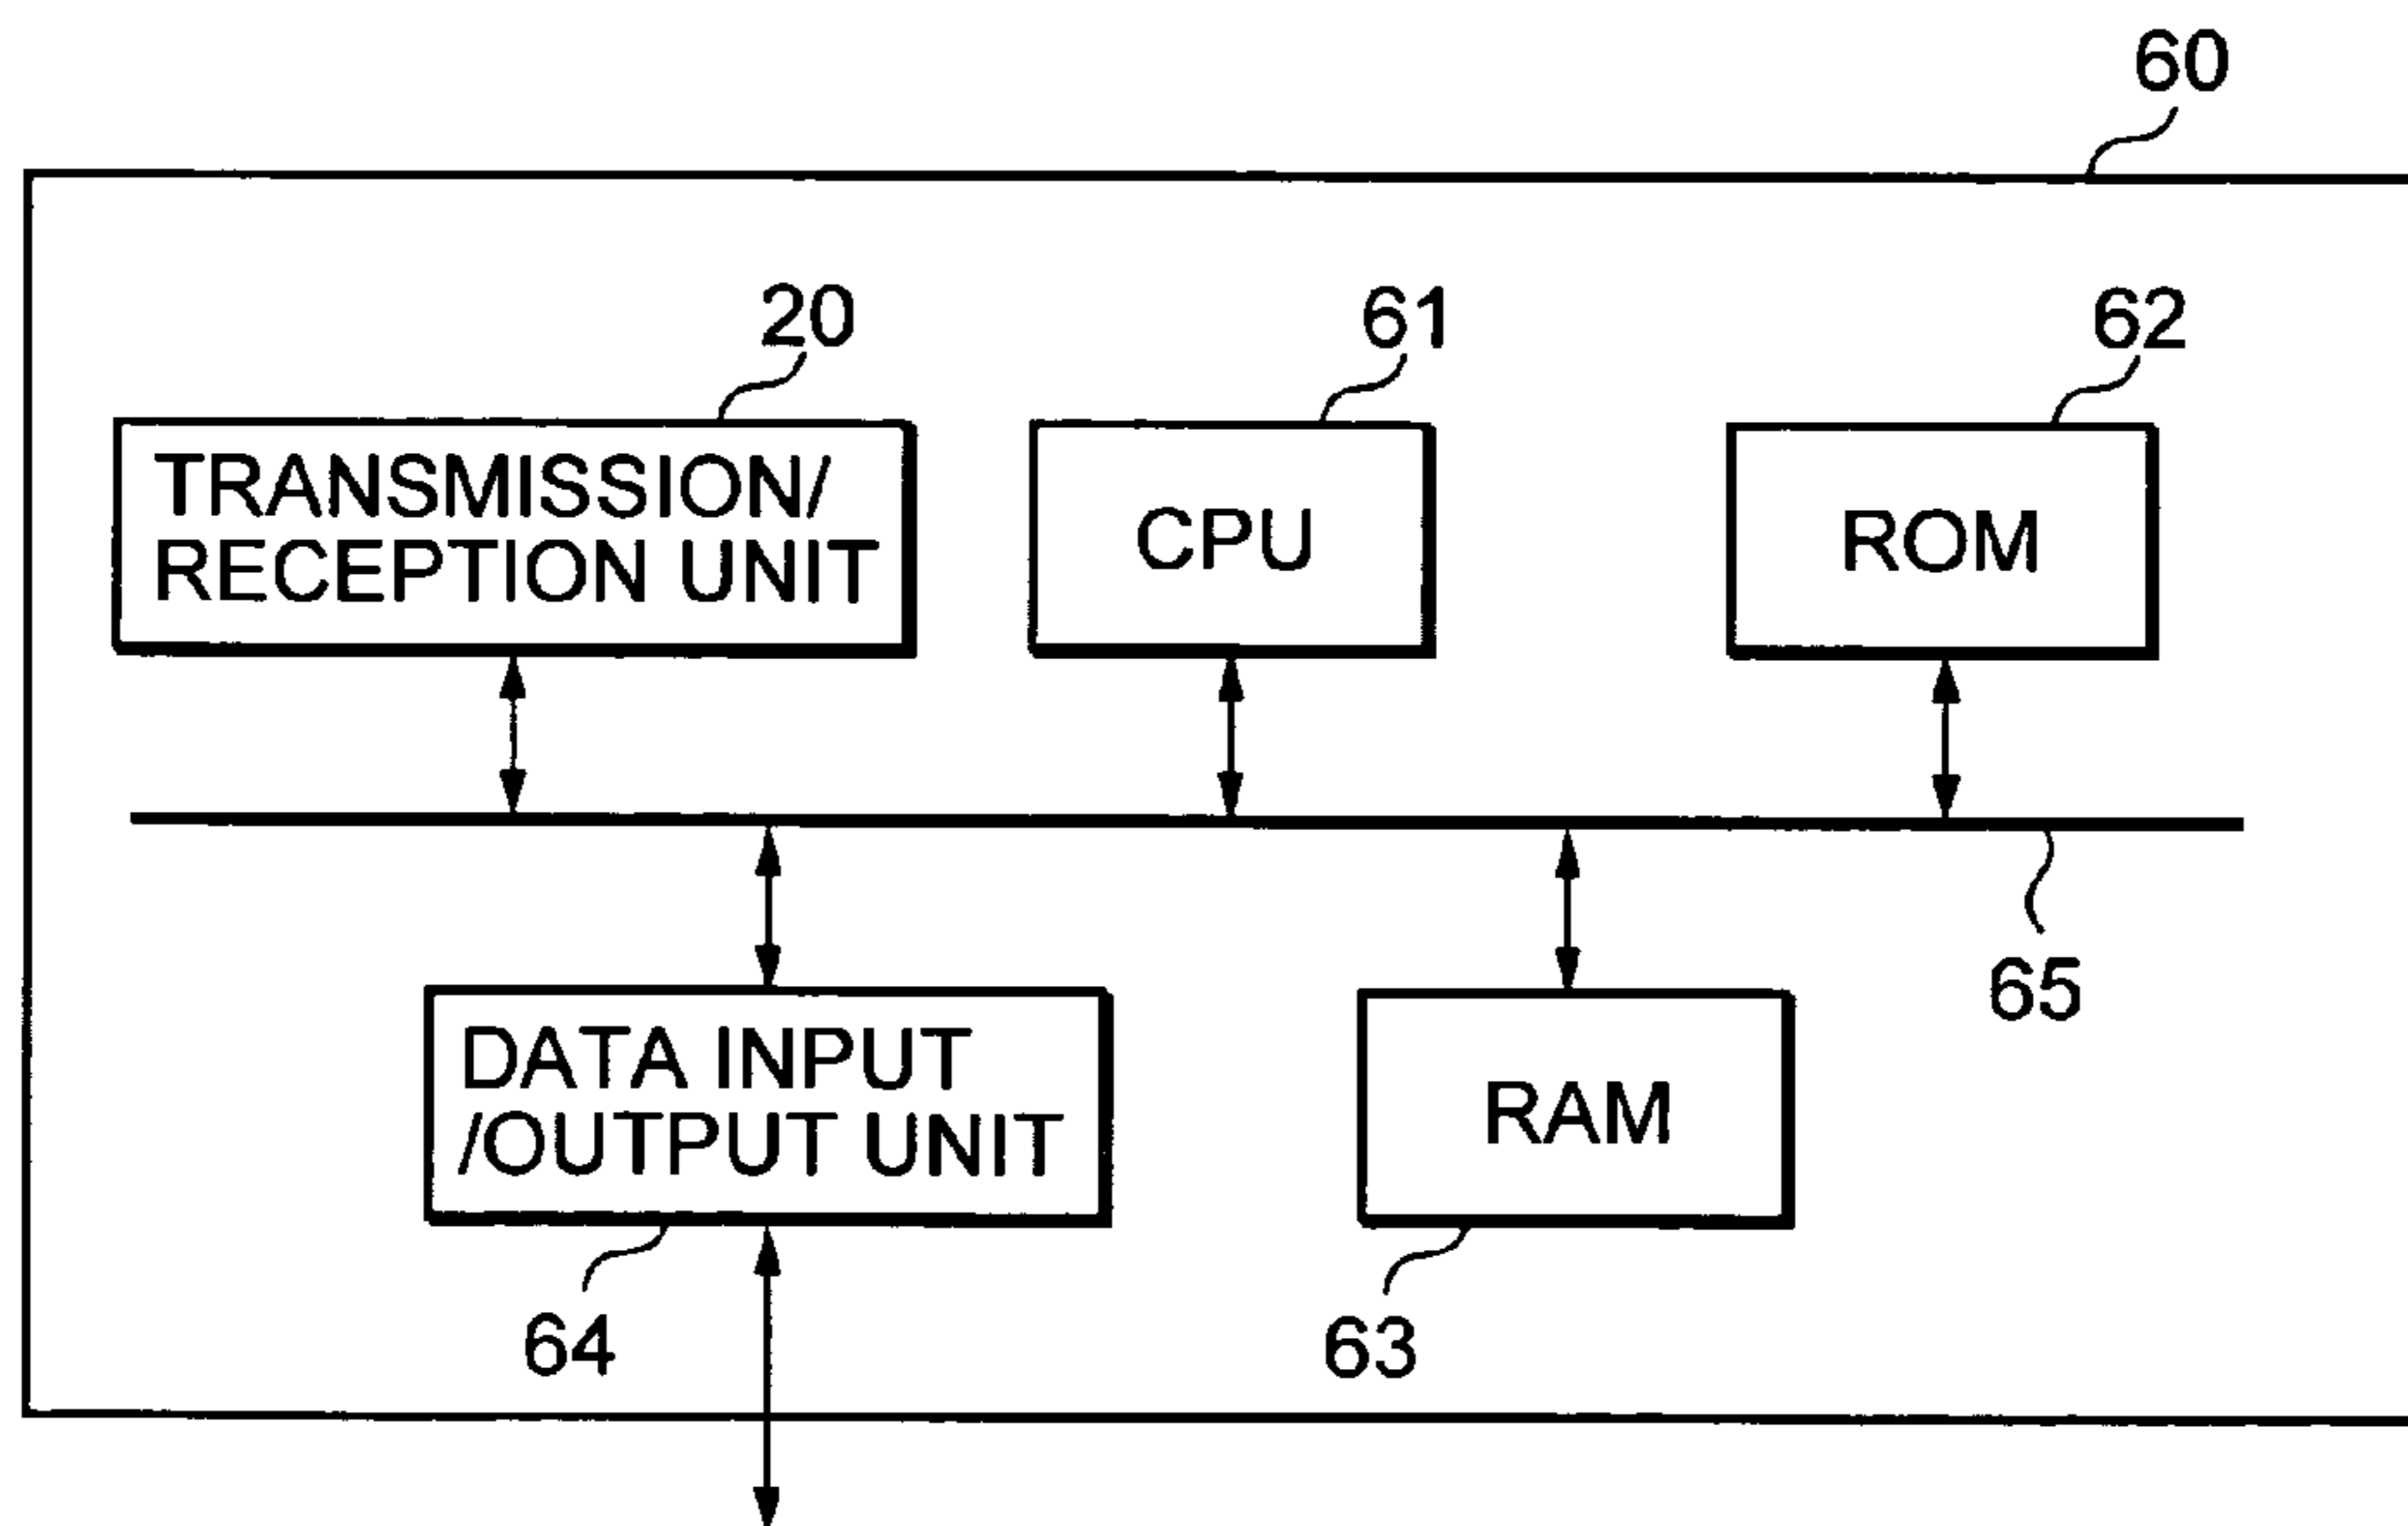 60
20
61
62
TRANSMISSION/
RECEPTION UNIT
CPU
ROM
65
DATA INPUT
/OUTPUT UNIT
RAM
64
63